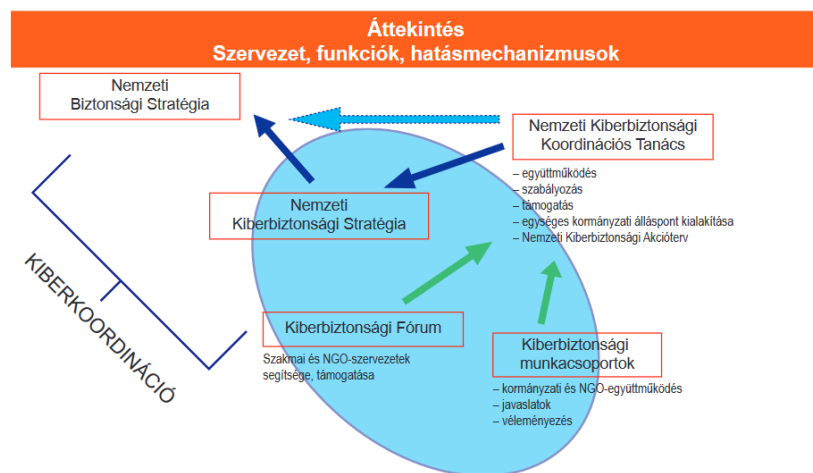 Áttekintés
Szervezet, funkciók, hatásmechanizmusok
Nemzeti
Biztonsági Stratégia
Nemzeti Kiberbiztonsági
Koordinációs Tanács
– együttműködés
– szabályozás
– támogatás
– egységes kormányzati álláspont kialakítása
– Nemzeti Kiberbiztonsági Akcióterv
Nemzeti
Kiberbiztonsági Stratégia
KIBERKOORDINÁCIÓ
Kiberbiztonsági Fórum
Szakmai és NGO-szervezetek
segítsége, támogatása
Kiberbiztonsági
munkacsoportok
– kormányzati és NGO-együttműködés
– javaslatok
– véleményezés